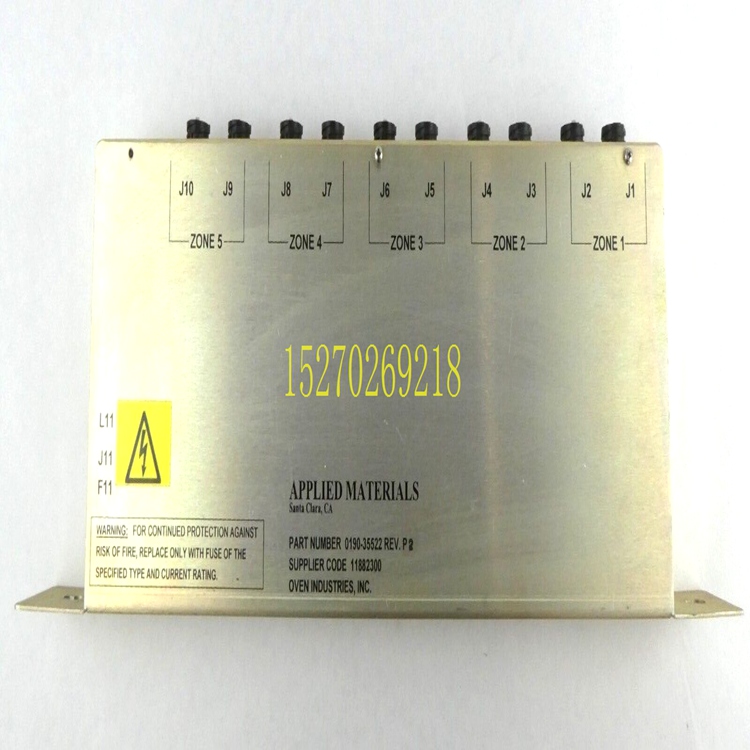 J10 J9 J8 J7 J6 J5 J4 J3 J2 J1
ZONE 5 ZONE 4 ZONE 3 ZONE 2 ZONE 1
15270269218
L11
J11
F11
APPLIED MATERIALS
Santa Clara, CA
WARNING: FOR CONTINUED PROTECTION AGAINST
RISK OF FIRE, REPLACE ONLY WITH FUSE OF THE
SPECIFIED TYPE AND CURRENT RATING.
PART NUMBER 0190-35522 REV. P2
SUPPLIER CODE 11882300
OVEN INDUSTRIES, INC.